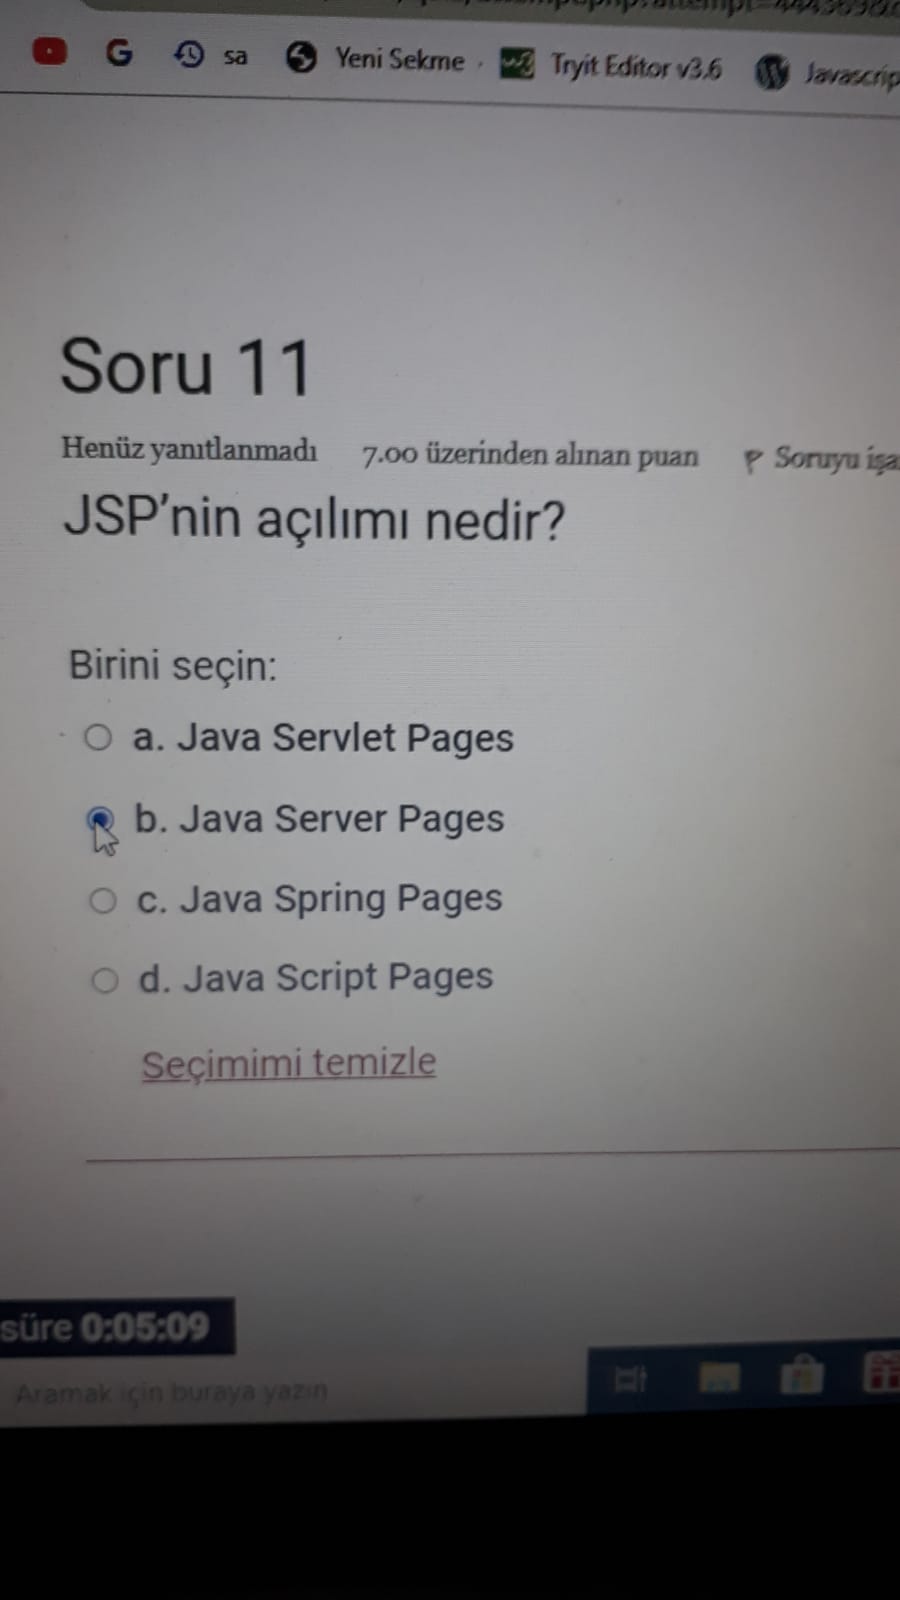 G sa Yeni Sekme Tryit Editor v3.6 Javascrip
Soru 11
Henüz yanıtlanmadı 7.00 üzerinden alınan puan Soruyu işa
JSP'nin açılımı nedir?
Birini seçin:
a. Java Servlet Pages
b. Java Server Pages
c. Java Spring Pages
d. Java Script Pages
Seçimimi temizle
süre 0:05:09
Aramak için buraya yazın